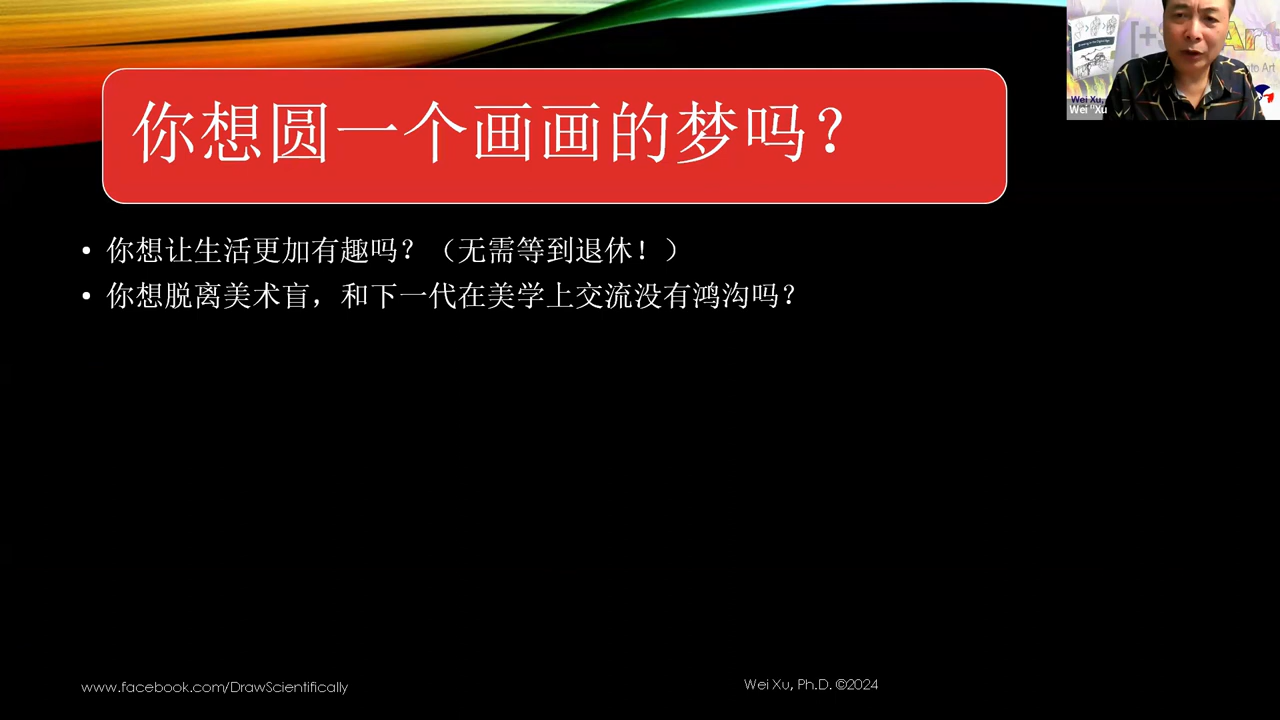 你想圆一个画画的梦吗？
• 你想让生活更加有趣吗？（无需等到退休！）
• 你想脱离美术盲，和下一代在美学上交流没有鸿沟吗？
Wei Xu,
Wei "Xu
www.facebook.com/DrawScientifically
Wei Xu, Ph.D. ©2024